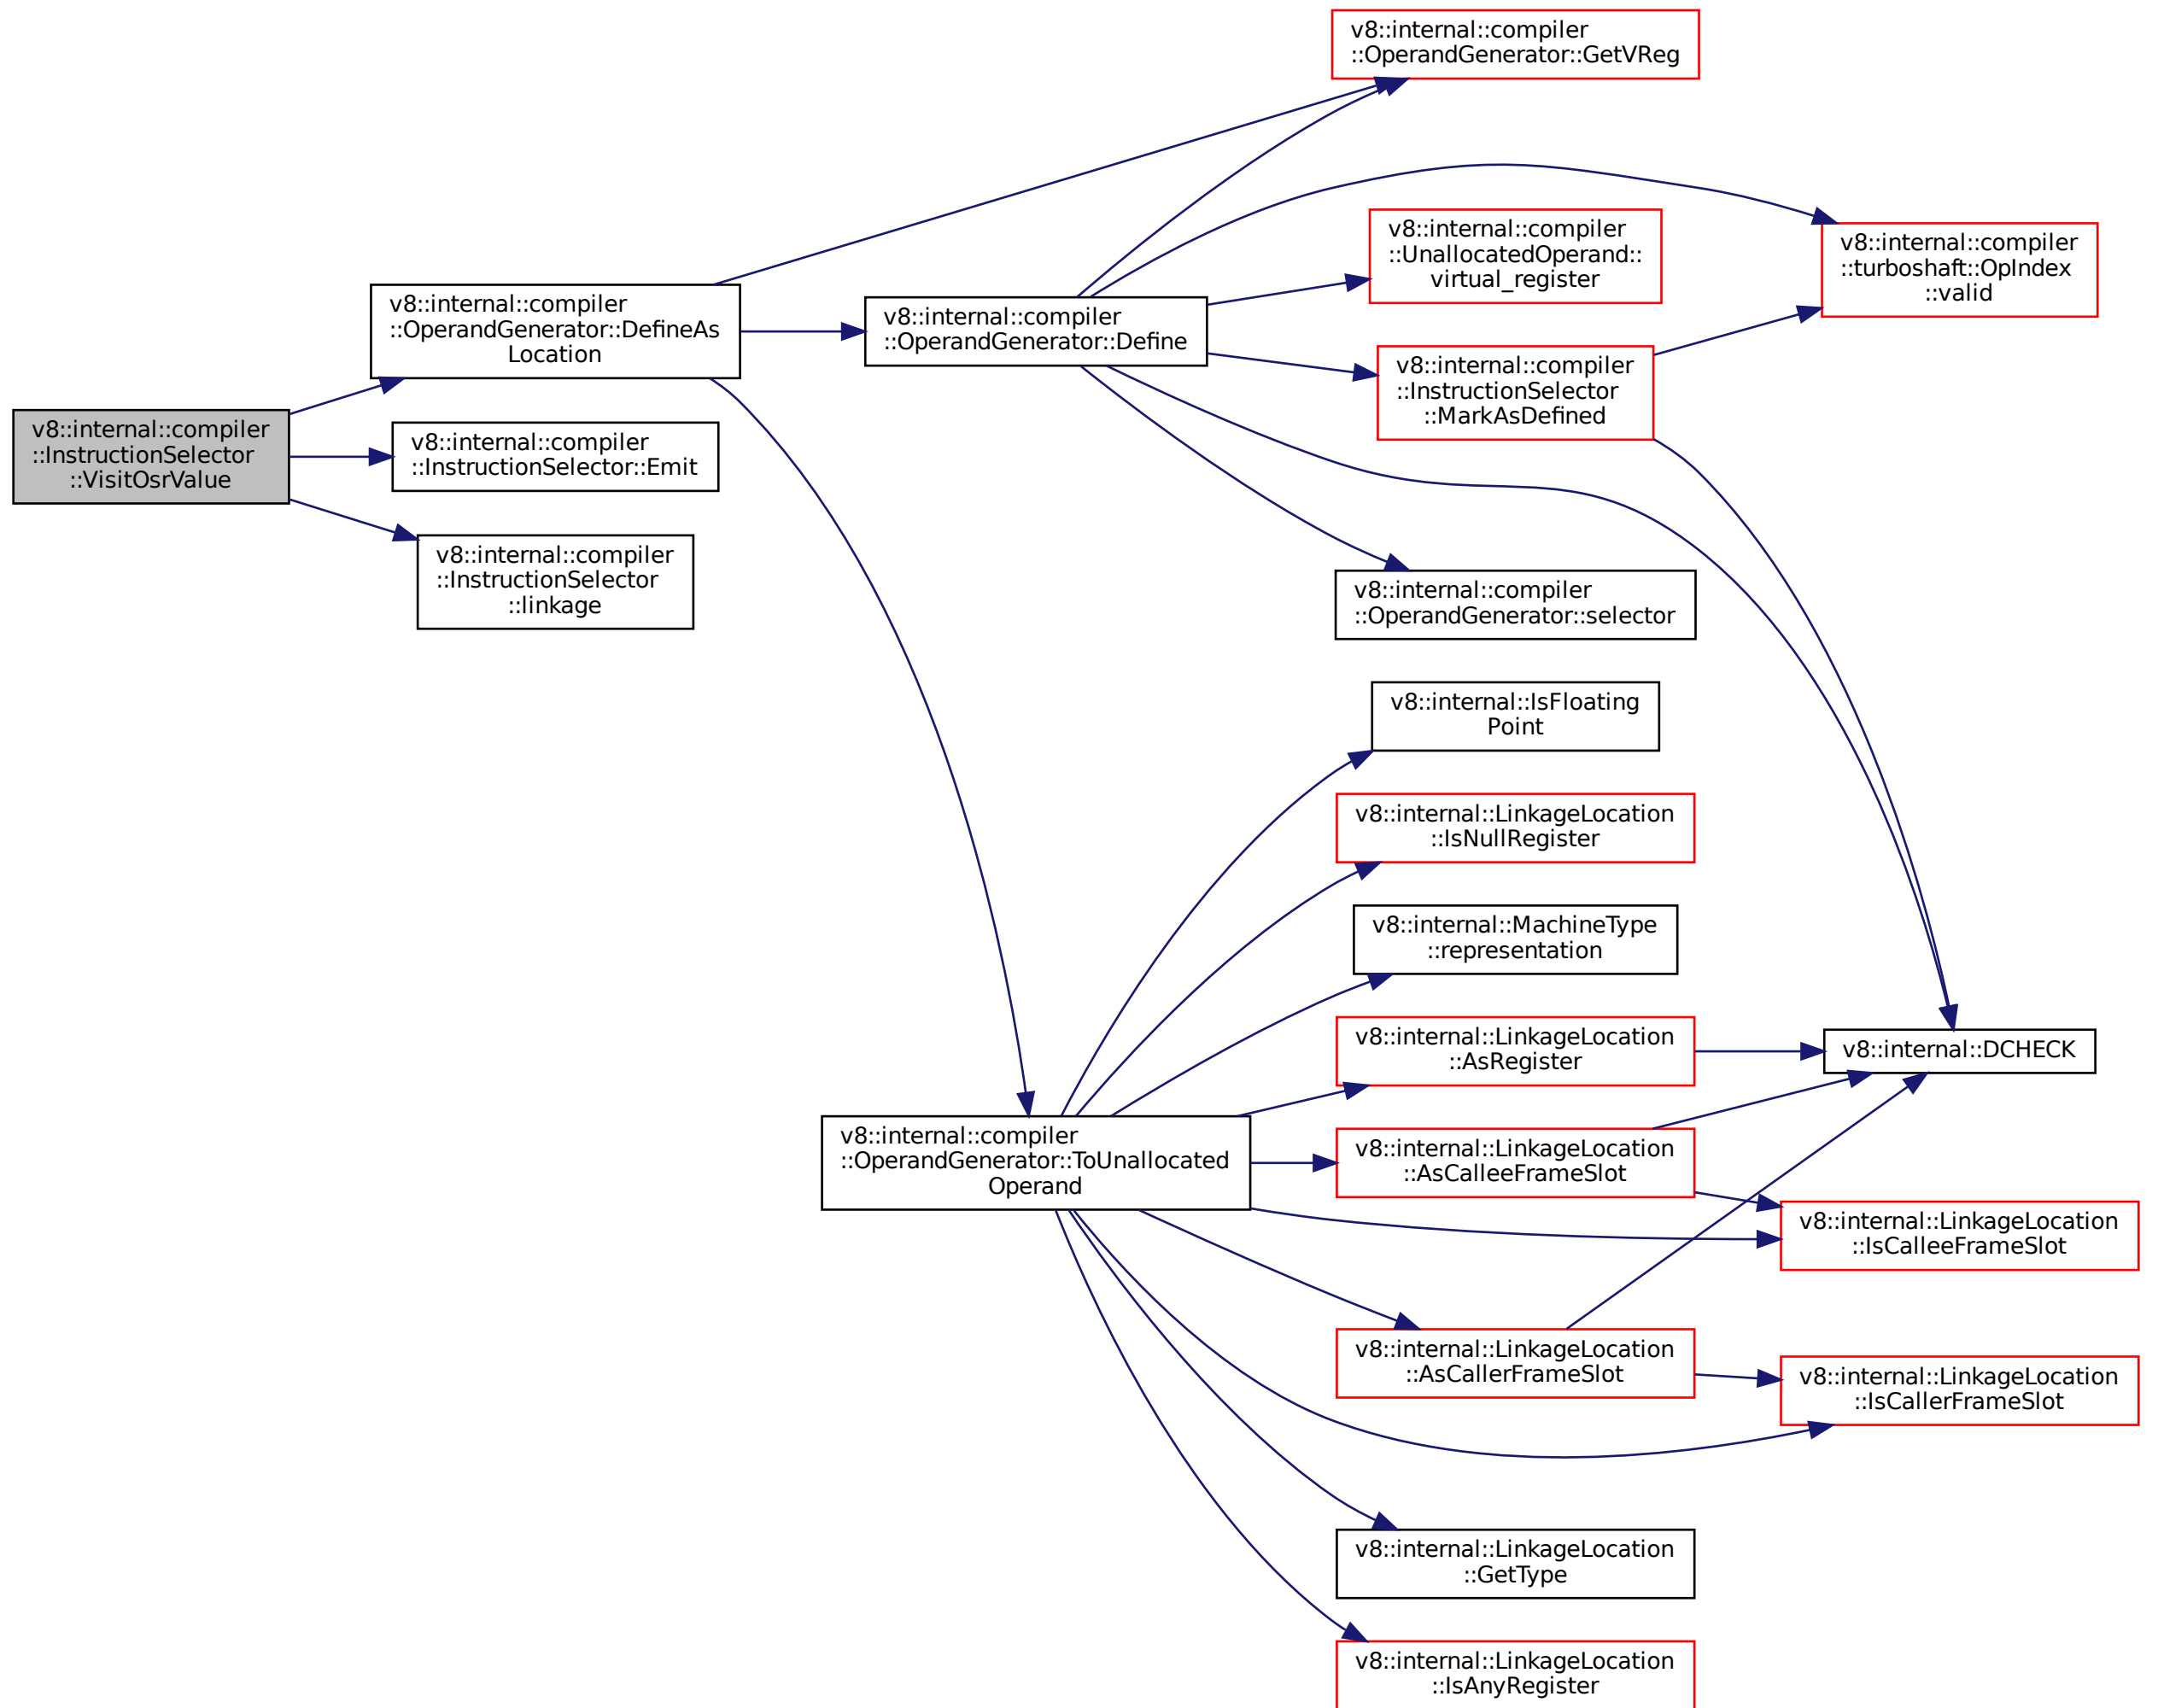 v8::internal::compiler
::OperandGenerator::GetVReg
v8::internal::compiler
::UnallocatedOperand::
virtual_register
v8::internal::compiler
::turboshaft::OpIndex
::valid
v8::internal::compiler
::OperandGenerator::DefineAs
Location
v8::internal::compiler
::OperandGenerator::Define
v8::internal::compiler
::InstructionSelector
::MarkAsDefined
v8::internal::compiler
::InstructionSelector
::VisitOsrValue
v8::internal::compiler
::InstructionSelector::Emit
v8::internal::compiler
::InstructionSelector
::linkage
v8::internal::compiler
::OperandGenerator::selector
v8::internal::IsFloating
Point
v8::internal::LinkageLocation
::IsNullRegister
v8::internal::MachineType
::representation
v8::internal::LinkageLocation
::AsRegister
v8::internal::DCHECK
v8::internal::compiler
::OperandGenerator::ToUnallocated
Operand
v8::internal::LinkageLocation
::AsCalleeFrameSlot
v8::internal::LinkageLocation
::IsCalleeFrameSlot
v8::internal::LinkageLocation
::AsCallerFrameSlot
v8::internal::LinkageLocation
::IsCallerFrameSlot
v8::internal::LinkageLocation
::GetType
v8::internal::LinkageLocation
::IsAnyRegister